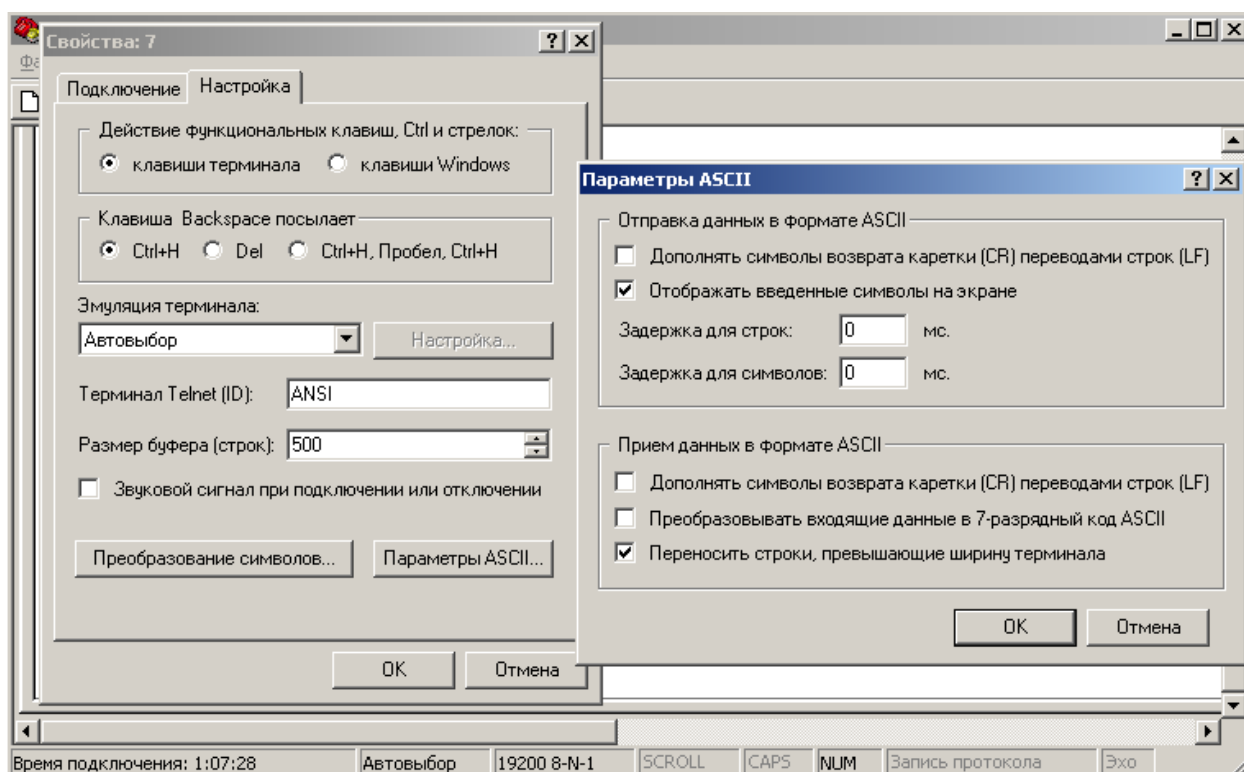 Свойства: 7
Фа
Подключение
Настройка
Действие функциональных клавиш, Ctrl и стрелок:
клавиши терминала
клавиши Windows
Клавиша Backspace посылает
Ctrl+H
Del
Ctrl+H, Пробел, Ctrl+H
Эмуляция терминала:
Автовыбор
Настройка...
Терминал Telnet (ID):
ANSI
Размер буфера (строк):
500
Звуковой сигнал при подключении или отключении
Преобразование символов...
Параметры ASCII...
OK
Отмена
Параметры ASCII
Отправка данных в формате ASCII
Дополнять символы возврата каретки (CR) переводами строк (LF)
Отображать введенные символы на экране
Задержка для строк:
0
мс.
Задержка для символов:
0
мс.
Прием данных в формате ASCII
Дополнять символы возврата каретки (CR) переводами строк (LF)
Преобразовывать входящие данные в 7-разрядный код ASCII
Переносить строки, превышающие ширину терминала
OK
Отмена
Время подключения: 1:07:28
Автовыбор
19200 8-N-1
SCROLL
CAPS
NUM
Запись протокола
Эхо